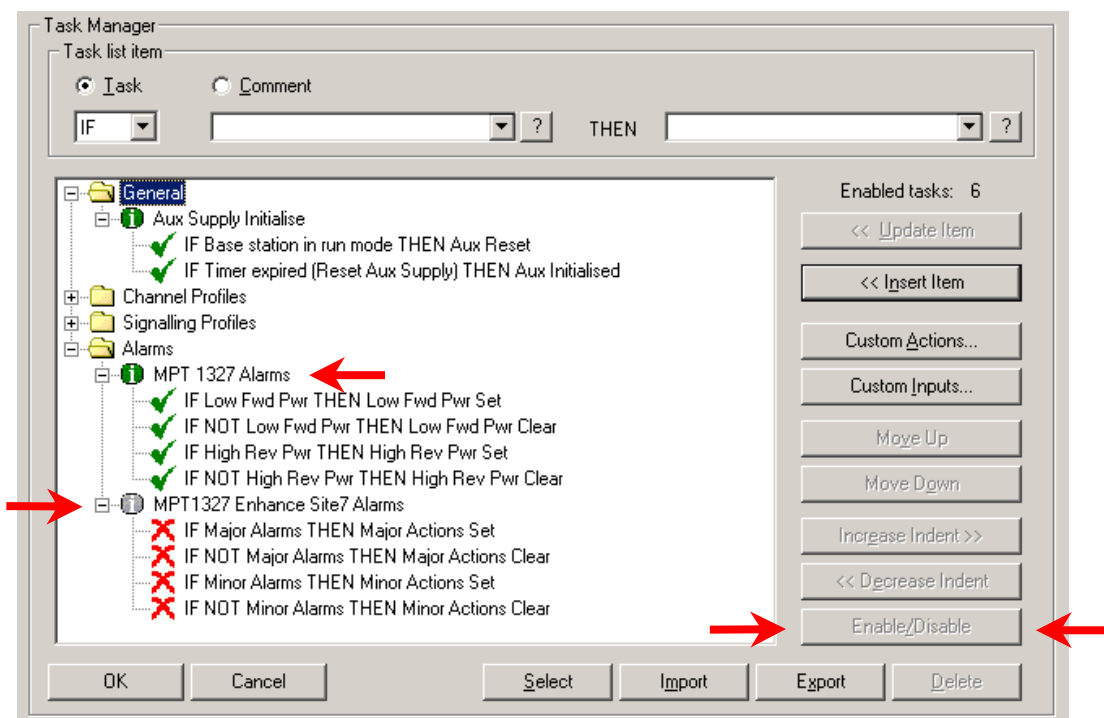 Task Manager
Task list item
Task
Comment
IF
?
THEN
?
General
Aux Supply Initialise
IF Base station in run mode THEN Aux Reset
IF Timer expired (Reset Aux Supply) THEN Aux Initialised
Channel Profiles
Signalling Profiles
Alarms
MPT 1327 Alarms
IF Low Fwd Pwr THEN Low Fwd Pwr Set
IF NOT Low Fwd Pwr THEN Low Fwd Pwr Clear
IF High Rev Pwr THEN High Rev Pwr Set
IF NOT High Rev Pwr THEN High Rev Pwr Clear
MPT1327 Enhance Site7 Alarms
IF Major Alarms THEN Major Actions Set
IF NOT Major Alarms THEN Major Actions Clear
IF Minor Alarms THEN Minor Actions Set
IF NOT Minor Alarms THEN Minor Actions Clear
Enabled tasks: 6
<< Update Item
<< Insert Item
Custom Actions...
Custom Inputs...
Move Up
Move Down
Increase Indent >>
<< Decrease Indent
Enable/Disable
OK
Cancel
Select
Import
Export
Delete